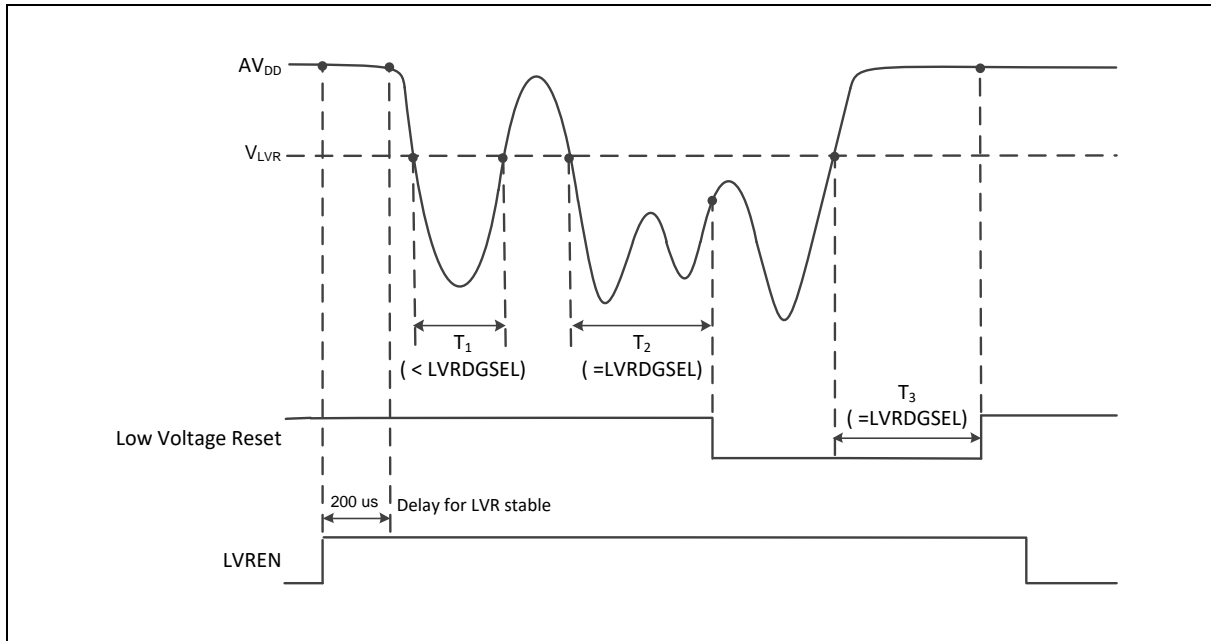 AVDD
VLVR
T1
( < LVRDGSEL)
T2
( =LVRDGSEL)
T3
( =LVRDGSEL)
Low Voltage Reset
200 us
Delay for LVR stable
LVREN